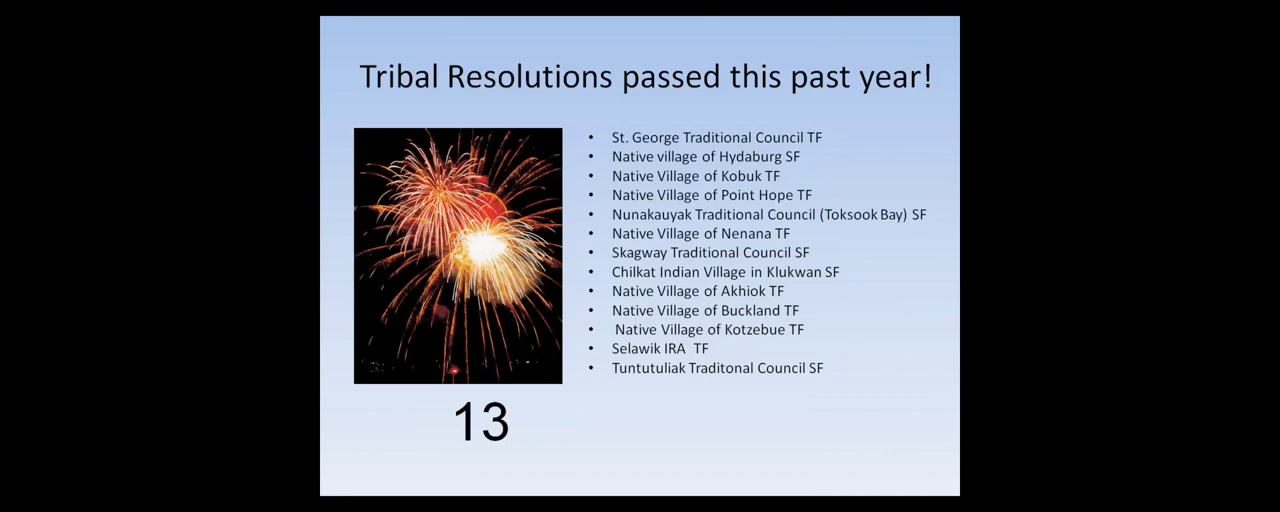 Tribal Resolutions passed this past year!
• St. George Traditional Council TF
• Native village of Hydaburg SF
• Native Village of Kobuk TF
• Native Village of Point Hope TF
• Nunakauyak Traditional Council (Toksook Bay) SF
• Native Village of Nenana TF
• Skagway Traditional Council SF
• Chilkat Indian Village in Klukwan SF
• Native Village of Akhiok TF
• Native Village of Buckland TF
• Native Village of Kotzebue TF
• Selawik IRA TF
• Tuntutuliak Traditonal Council SF
13